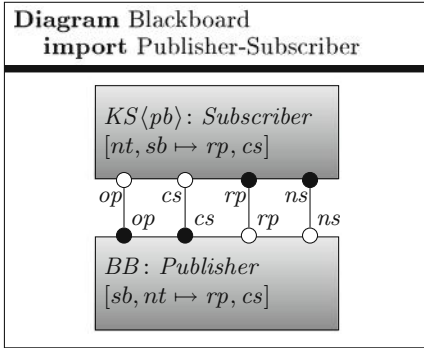 Diagram Blackboard
import Publisher-Subscriber
KS⟨pb⟩: Subscriber
[nt, sb ↦ rp, cs]
op cs rp ns
op cs rp ns
BB: Publisher
[sb, nt ↦ rp, cs]